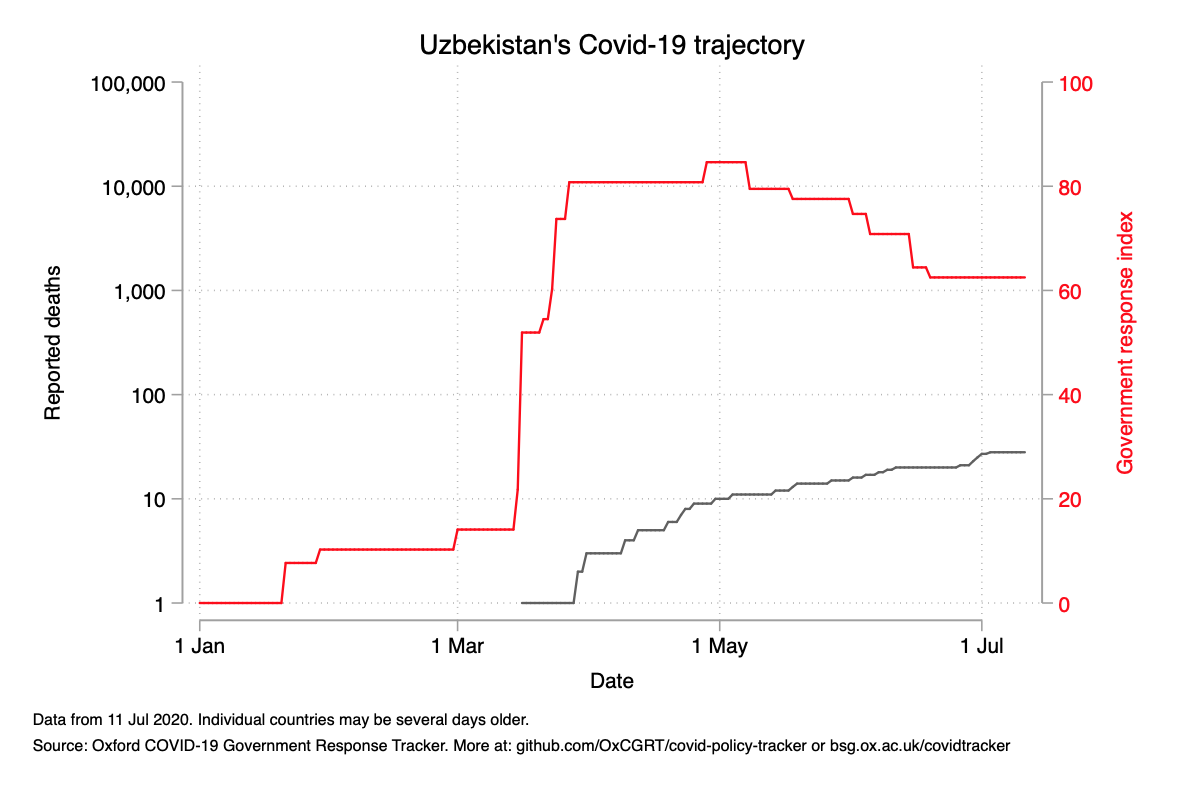 Uzbekistan's Covid-19 trajectory
100,000
10,000
1,000
100
10
1
Reported deaths
100
80
60
40
20
0
Government response index
1 Jan
1 Mar
1 May
1 Jul
Date
Data from 11 Jul 2020. Individual countries may be several days older.
Source: Oxford COVID-19 Government Response Tracker. More at: github.com/OxCGRT/covid-policy-tracker or bsg.ox.ac.uk/covidtracker